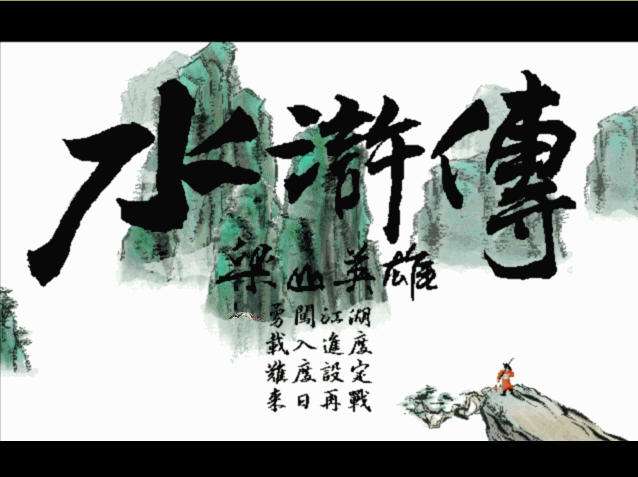 水滸傳
梁山英雄
勇闖江湖
載入進度
難度設定
來日再戰